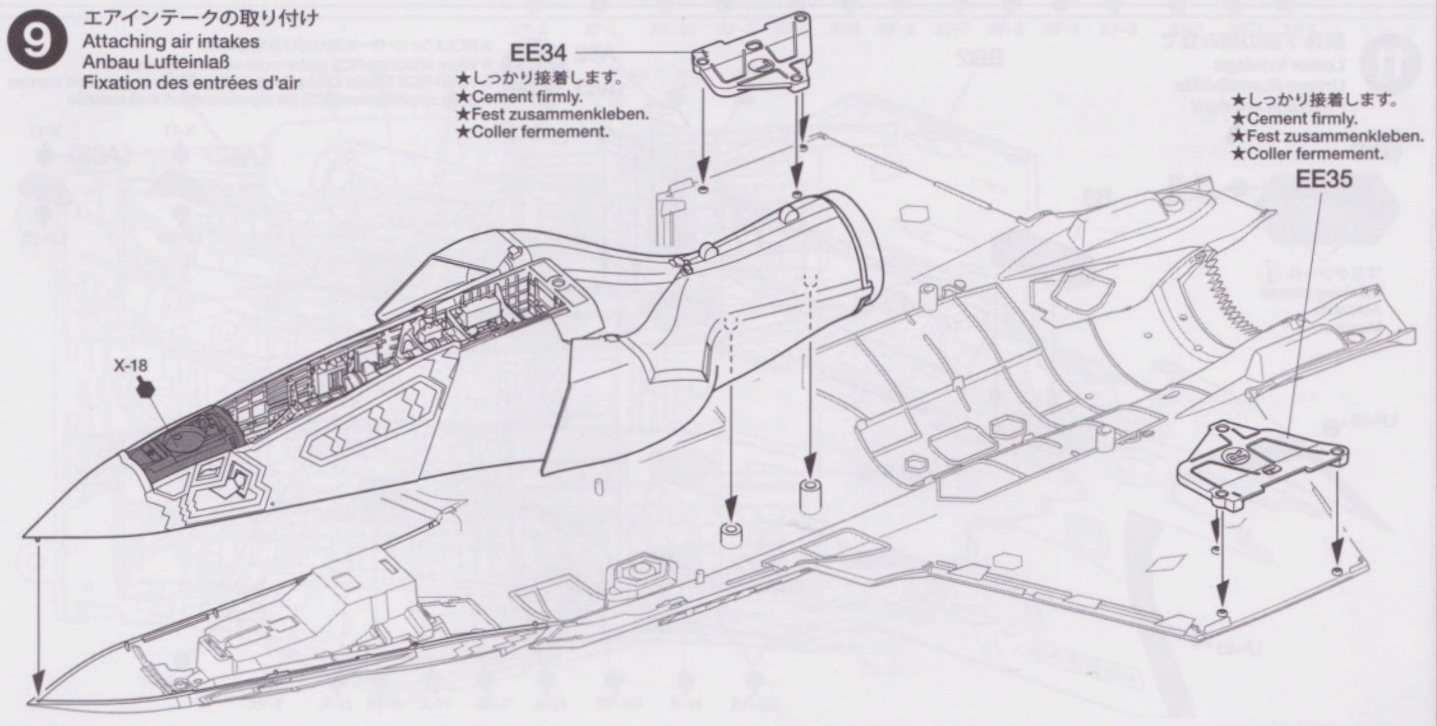 9
エアインテークの取り付け
Attaching air intakes
Anbau Lufteinlaß
Fixation des entrées d'air
EE34
★しっかり接着します。
★Cement firmly.
★Fest zusammenkleben.
★Coller fermement.
★しっかり接着します。
★Cement firmly.
★Fest zusammenkleben.
★Coller fermement.
EE35
X-18